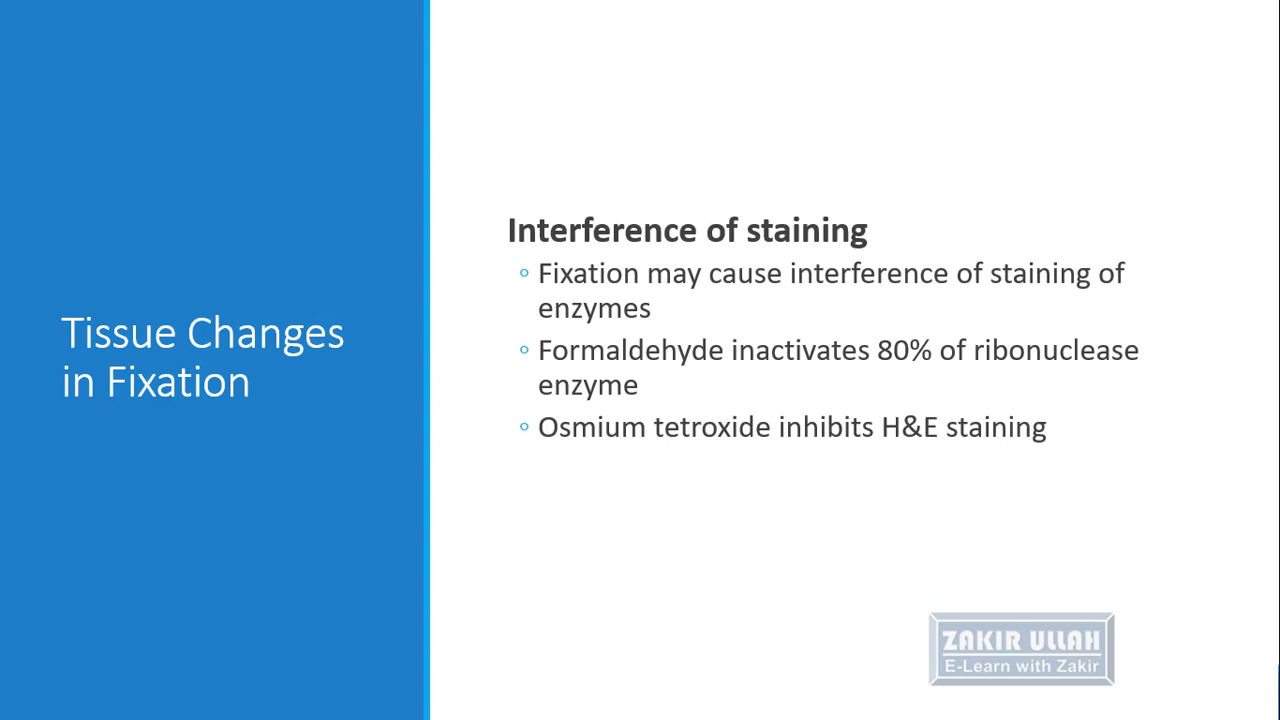 Tissue Changes
in Fixation
Interference of staining
◦ Fixation may cause interference of staining of
enzymes
◦ Formaldehyde inactivates 80% of ribonuclease
enzyme
◦ Osmium tetroxide inhibits H&E staining
ZAKIR ULLAH
E-Learn with Zakir